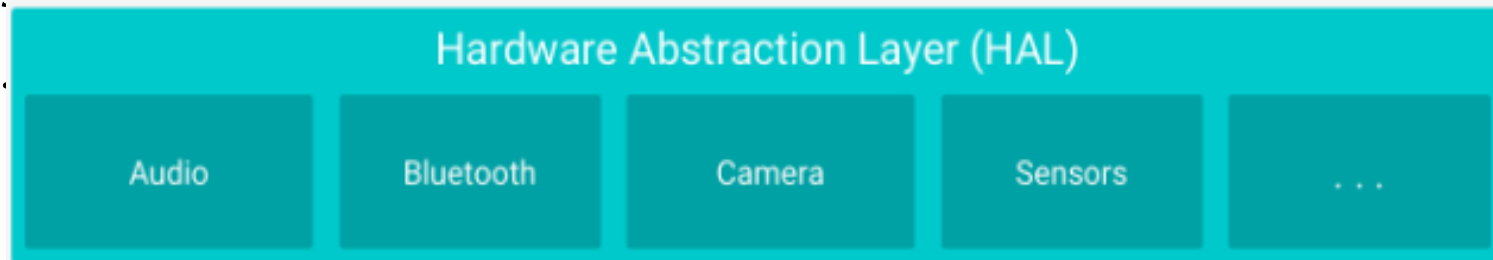 Hardware Abstraction Layer (HAL)
Audio
Bluetooth
Camera
Sensors
. . .